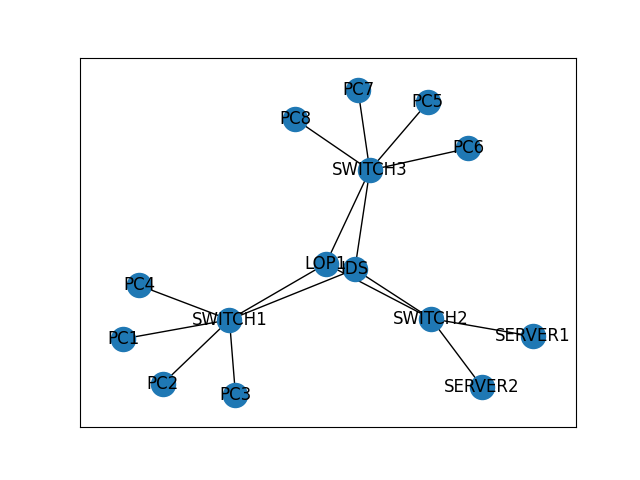 PC7
PC5
PC8
PC6
SWITCH3
LOP1
IDS
PC4
SWITCH1
SWITCH2
PC1
SERVER1
PC2
SERVER2
PC3